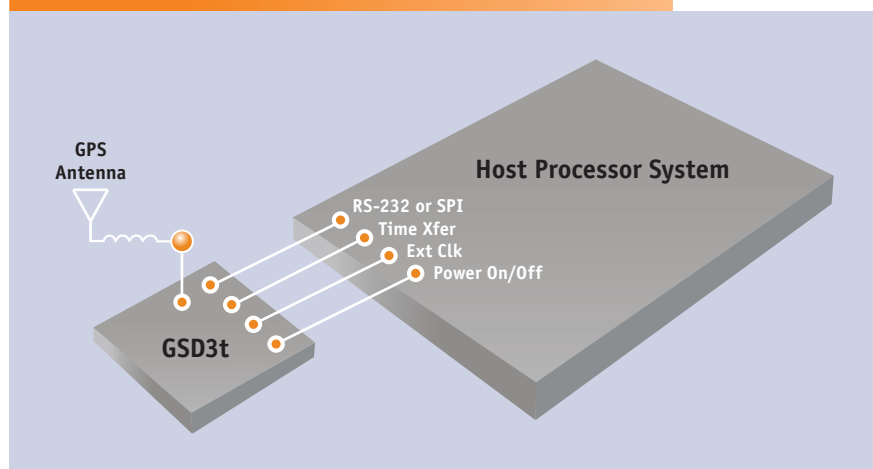 GPS
Antenna
Host Processor System
RS-232 or SPI
Time Xfer
Ext Clk
Power On/Off
GSD3t